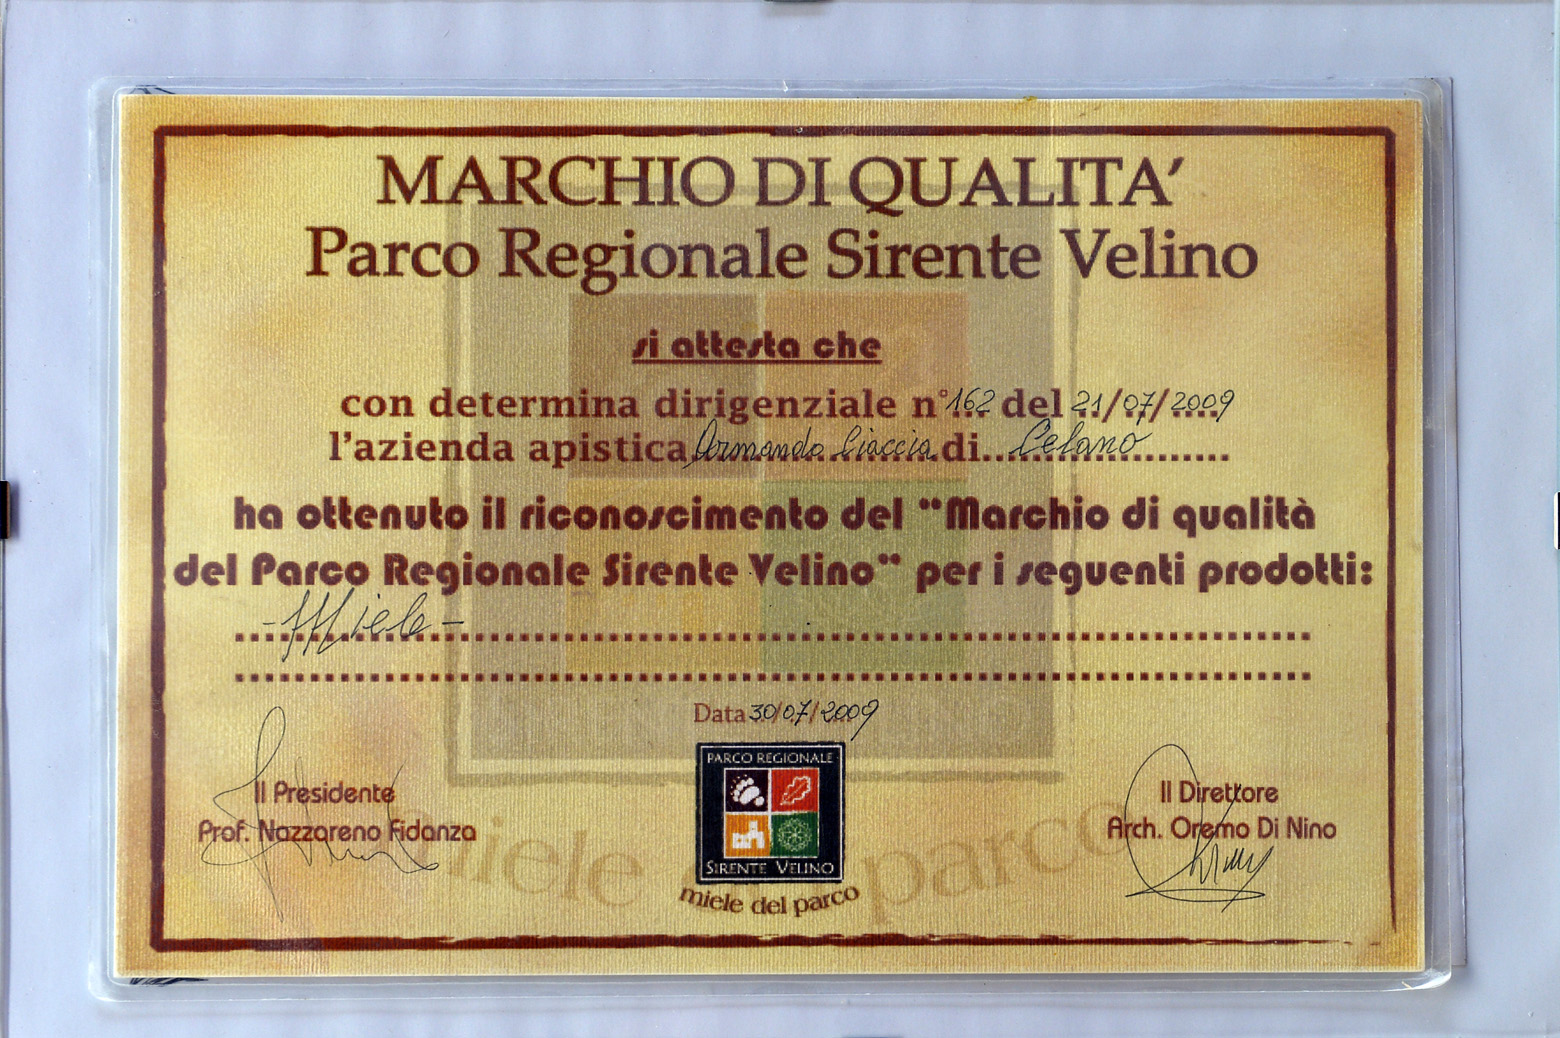 MARCHIO DI QUALITA'
Parco Regionale Sirente Velino
si attesta che
con determina dirigenziale n° 162 del 21/07/2009
l'azienda apistica Armando Ciaccia di Celano
ha ottenuto il riconoscimento del "Marchio di qualità
del Parco Regionale Sirente Velino" per i seguenti prodotti:
- Miele -
Data 30/07/2009
Il Presidente
Prof. Nazzareno Fidanza
PARCO REGIONALE
SIRENTE VELINO
miele del parco
Il Direttore
Arch. Oremo Di Nino
miele parco